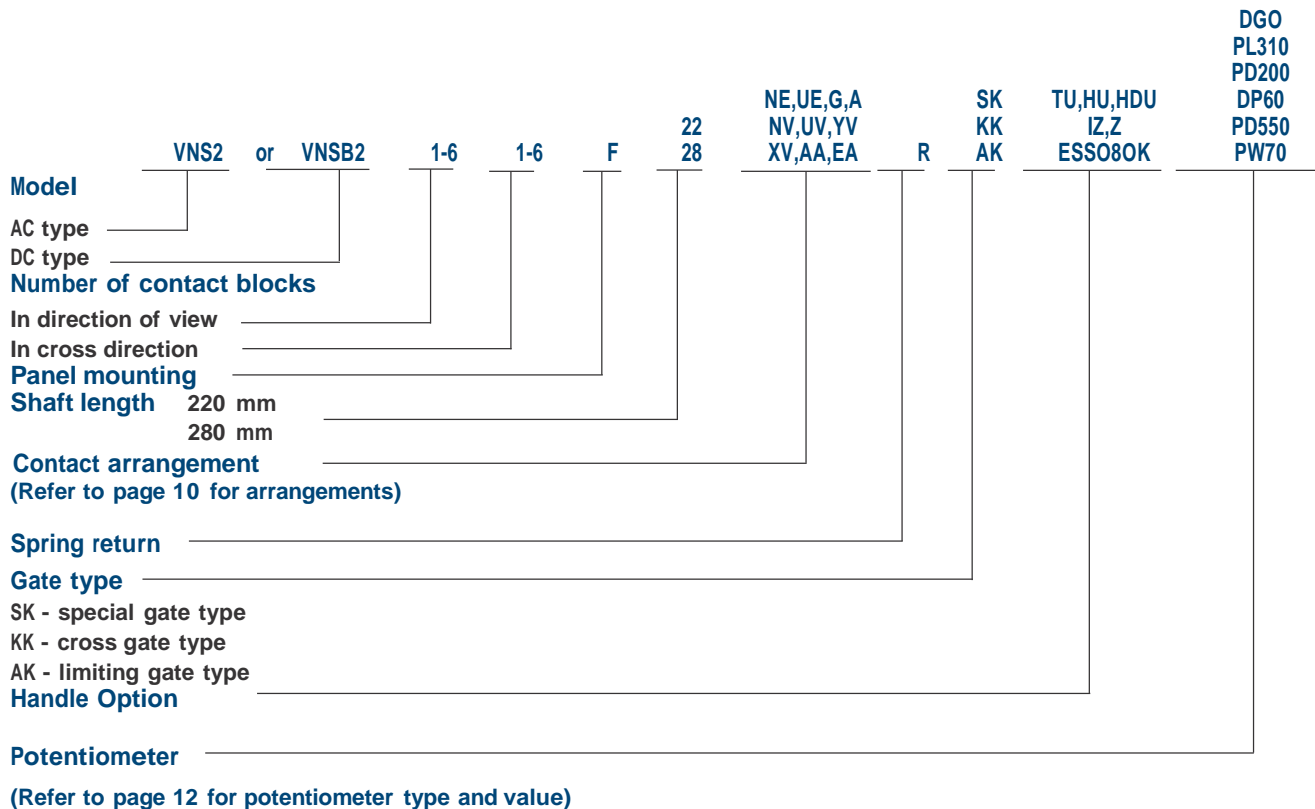 DGO
PL310
PD200
NE,UE,G,A SK TU,HU,HDU DP60
22 NV,UV,YV KK IZ,Z PD550
VNS2 or VNSB2 1-6 1-6 F 28 XV,AA,EA R AK ESSO8OK PW70
Model
AC type
DC type
Number of contact blocks
In direction of view
In cross direction
Panel mounting
Shaft length 220 mm
280 mm
Contact arrangement
(Refer to page 10 for arrangements)
Spring return
Gate type
SK - special gate type
KK - cross gate type
AK - limiting gate type
Handle Option
Potentiometer
(Refer to page 12 for potentiometer type and value)